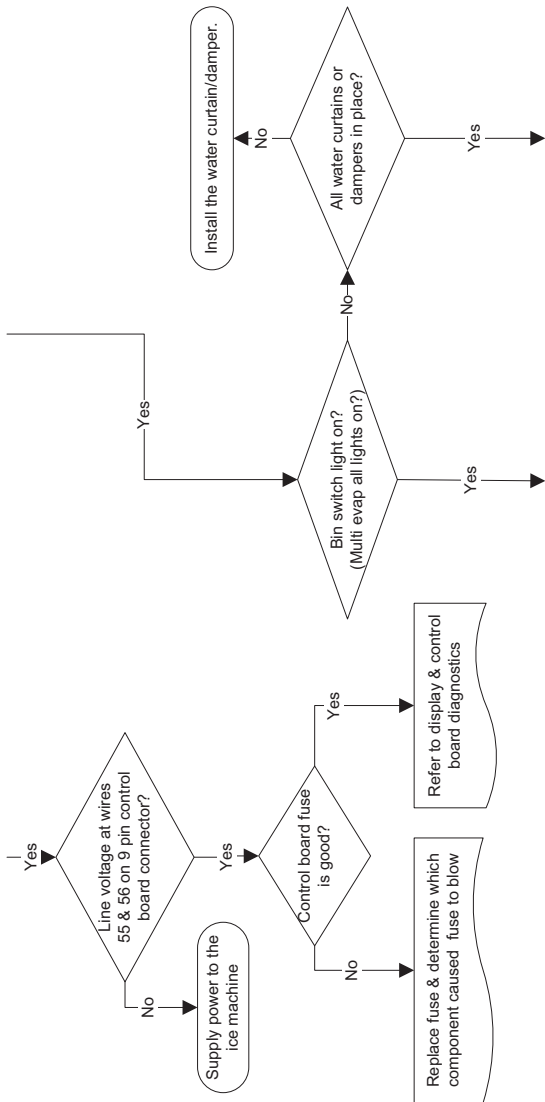 Yes
Line voltage at wires
55 & 56 on 9 pin control
board connector?
No
Supply power to the
ice machine
Yes
Control board fuse
is good?
No
Replace fuse & determine which
component caused fuse to blow
Yes
Refer to display & control
board diagnostics
Yes
Bin switch light on?
(Multi evap all lights on?)
Yes
No
All water curtains or
dampers in place?
No
Install the water curtain/damper.
Yes